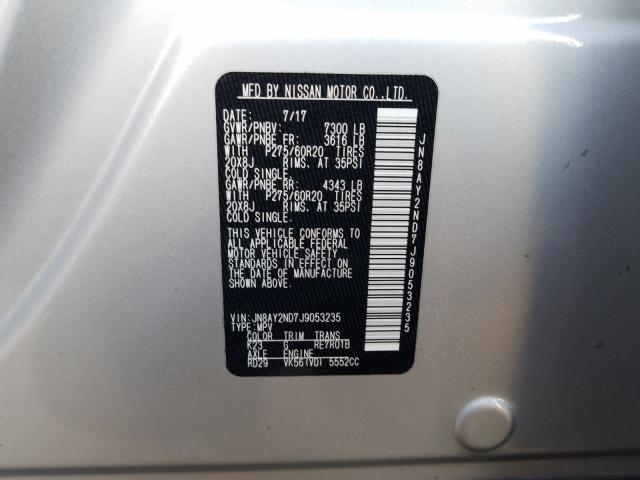 MFD BY NISSAN MOTOR CO.,LTD.
DATE: 7/17
GVWR/PNBV: 7300 LB
GAWR/PNBE FR: 3616 LB
WITH P275/60R20 TIRES
20X8J RIMS. AT 35PSI
COLD SINGLE.
GAWR/PNBE RR: 4343 LB
WITH P275/60R20 TIRES
20X8J RIMS. AT 35PSI
COLD SINGLE.
THIS VEHICLE CONFORMS TO
ALL APPLICABLE FEDERAL
MOTOR VEHICLE SAFETY
STANDARDS IN EFFECT ON
THE DATE OF MANUFACTURE
SHOWN ABOVE.
VIN: JN8AY2ND7J9053235
TYPE: MPV
COLOR TRIM TRANS
K23 G RE7R01B
AXLE ENGINE
RD29 VK56(VD) 5552CC
JN8AY2ND7J9053235